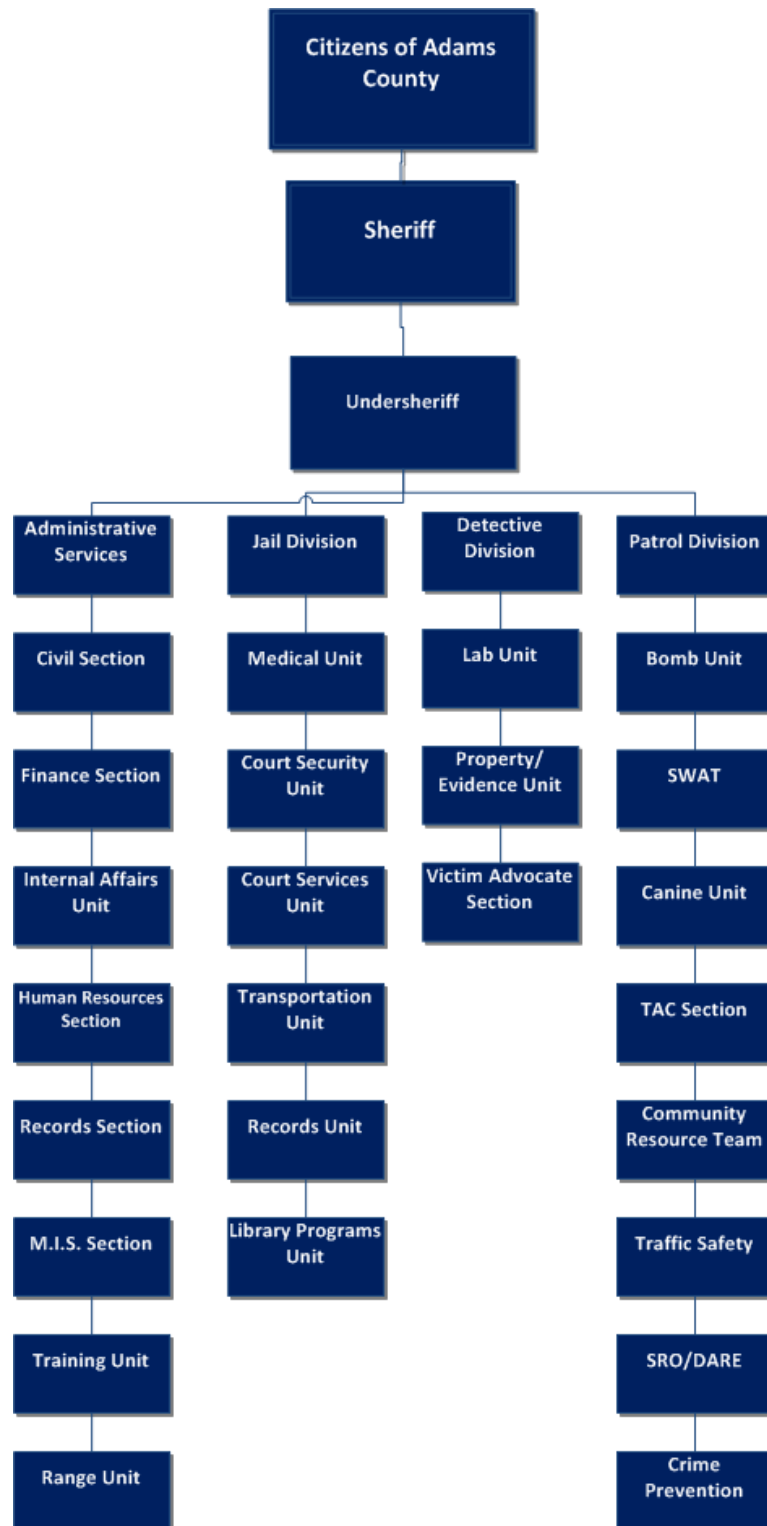 Citizens of Adams
County
Sheriff
Undersheriff
Administrative
Services
Civil Section
Finance Section
Internal Affairs
Unit
Human Resources
Section
Records Section
M.I.S. Section
Training Unit
Range Unit
Jail Division
Medical Unit
Court Security
Unit
Court Services
Unit
Transportation
Unit
Records Unit
Library Programs
Unit
Detective
Division
Lab Unit
Property/
Evidence Unit
Victim Advocate
Section
Patrol Division
Bomb Unit
SWAT
Canine Unit
TAC Section
Community
Resource Team
Traffic Safety
SRO/DARE
Crime
Prevention